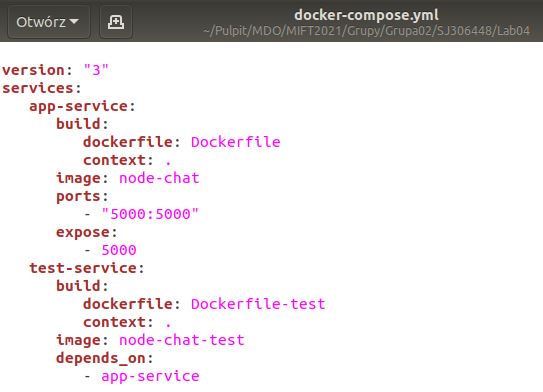 Otwórz
docker-compose.yml
~/Pulpit/MDO/MIFT2021/Grupy/Grupa02/SJ306448/Lab04
version: "3"
services:
   app-service:
      build:
         dockerfile: Dockerfile
         context: .
      image: node-chat
      ports:
         - "5000:5000"
      expose:
         - 5000
   test-service:
      build:
         dockerfile: Dockerfile-test
         context: .
      image: node-chat-test
      depends_on:
         - app-service